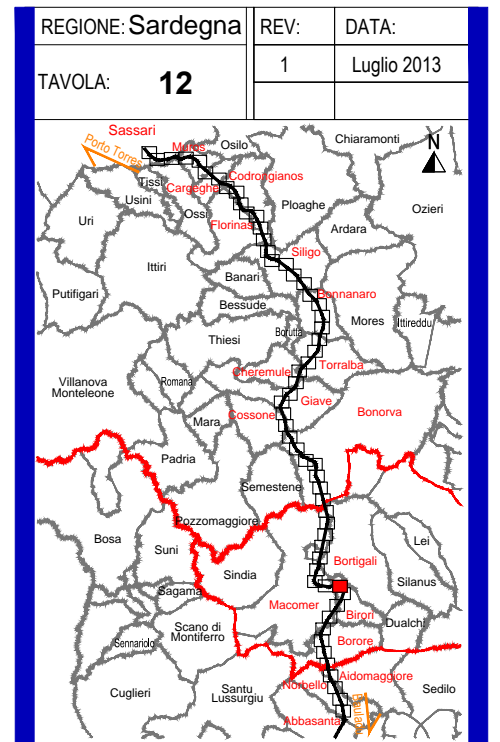 REGIONE: Sardegna
REV:
DATA:
TAVOLA: 12
1
Luglio 2013
Sassari
Porto Torres
Muros
Osilo
Chiaramonti
N
Tissi
Cargeghe
Codrongianos
Usini
Ossi
Ploaghe
Ozieri
Uri
Florinas
Ardara
Siligo
Ittiri
Banari
Putifigari
Bessude
Bonnanaro
Mores
Ittireddu
Thiesi
Borutta
Cheremule
Torralba
Villanova
Monteleone
Romana
Giave
Cossone
Bonorva
Mara
Padria
Semestene
Pozzomaggiore
Bosa
Suni
Lei
Bortigali
Sindia
Silanus
Sagama
Macomer
Birori
Dualchi
Scano di
Montiferro
Sennariolo
Borore
Aidomaggiore
Norbello
Sedilo
Cuglieri
Santu
Lussurgiu
Abbasanta